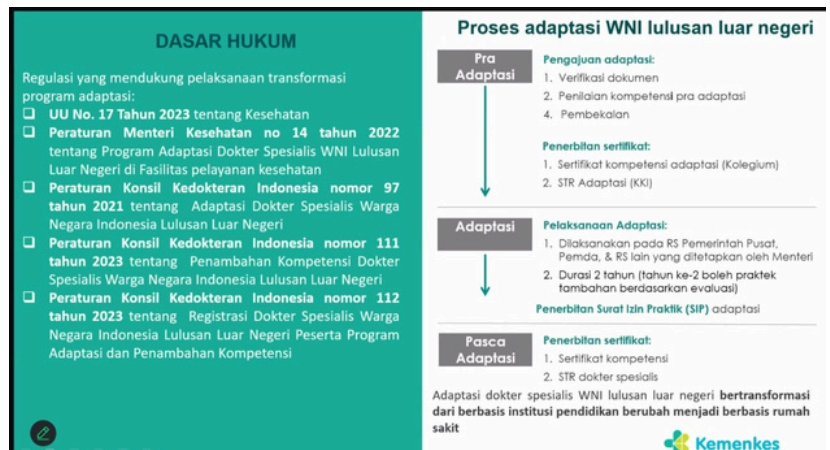 DASAR HUKUM
Regulasi yang mendukung pelaksanaan transformasi
program adaptasi:
❑ UU No. 17 Tahun 2023 tentang Kesehatan
❑ Peraturan Menteri Kesehatan no 14 tahun 2022
tentang Program Adaptasi Dokter Spesialis WNI Lulusan
Luar Negeri di Fasilitas pelayanan kesehatan
❑ Peraturan Konsil Kedokteran Indonesia nomor 97
tahun 2021 tentang Adaptasi Dokter Spesialis Warga
Negara Indonesia Lulusan Luar Negeri
❑ Peraturan Konsil Kedokteran Indonesia nomor 111
tahun 2023 tentang Penambahan Kompetensi Dokter
Spesialis Warga Negara Indonesia Lulusan Luar Negeri
❑ Peraturan Konsil Kedokteran Indonesia nomor 112
tahun 2023 tentang Registrasi Dokter Spesialis Warga
Negara Indonesia Lulusan Luar Negeri Peserta Program
Adaptasi dan Penambahan Kompetensi
Proses adaptasi WNI lulusan luar negeri
Pra
Adaptasi
Pengajuan adaptasi:
1. Verifikasi dokumen
2. Penilaian kompetensi pra adaptasi
4. Pembekalan
Penerbitan sertifikat:
1. Sertifikat kompetensi adaptasi (Kolegium)
2. STR Adaptasi (KKI)
Adaptasi
Pelaksanaan Adaptasi:
1. Dilaksanakan pada RS Pemerintah Pusat,
Pemda, & RS lain yang ditetapkan oleh Menteri
2. Durasi 2 tahun (tahun ke-2 boleh praktek
tambahan berdasarkan evaluasi)
Penerbitan Surat Izin Praktik (SIP) adaptasi
Pasca
Adaptasi
Penerbitan sertifikat:
1. Sertifikat kompetensi
2. STR dokter spesialis
Adaptasi dokter spesialis WNI lulusan luar negeri bertransformasi
dari berbasis institusi pendidikan berubah menjadi berbasis rumah
sakit
Kemenkes